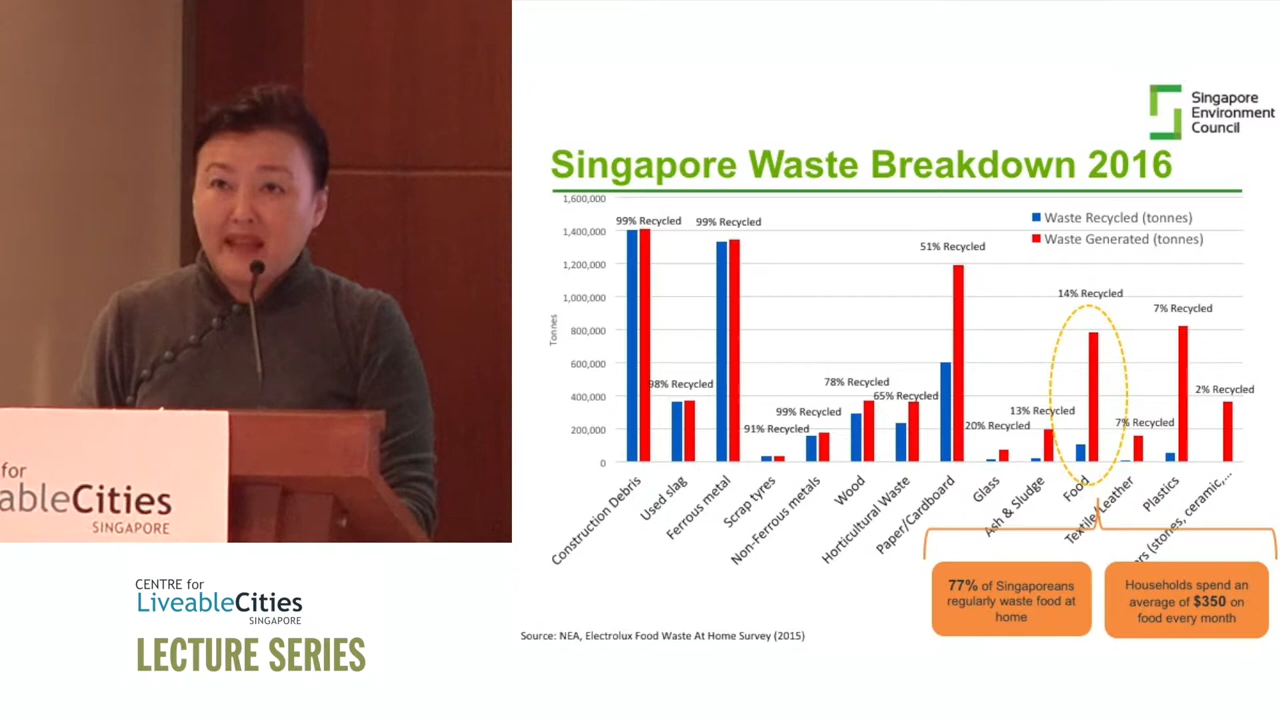 for
ableCities
SINGAPORE
CENTRE for
LiveableCities
SINGAPORE
LECTURE SERIES
Singapore
Environment
Council
Singapore Waste Breakdown 2016
Waste Recycled (tonnes)
Waste Generated (tonnes)
Tonnes
1,600,000
1,400,000
1,200,000
1,000,000
800,000
600,000
400,000
200,000
0
99% Recycled
98% Recycled
99% Recycled
91% Recycled
99% Recycled
78% Recycled
65% Recycled
51% Recycled
20% Recycled
13% Recycled
14% Recycled
7% Recycled
7% Recycled
2% Recycled
Construction Debris
Used slag
Ferrous metal
Scrap tyres
Non-Ferrous metals
Wood
Horticultural Waste
Paper/Cardboard
Glass
Ash & Sludge
Food
Textile/Leather
Plastics
rs (stones, ceramic,...
77% of Singaporeans
regularly waste food at
home
Households spend an
average of $350 on
food every month
Source: NEA, Electrolux Food Waste At Home Survey (2015)